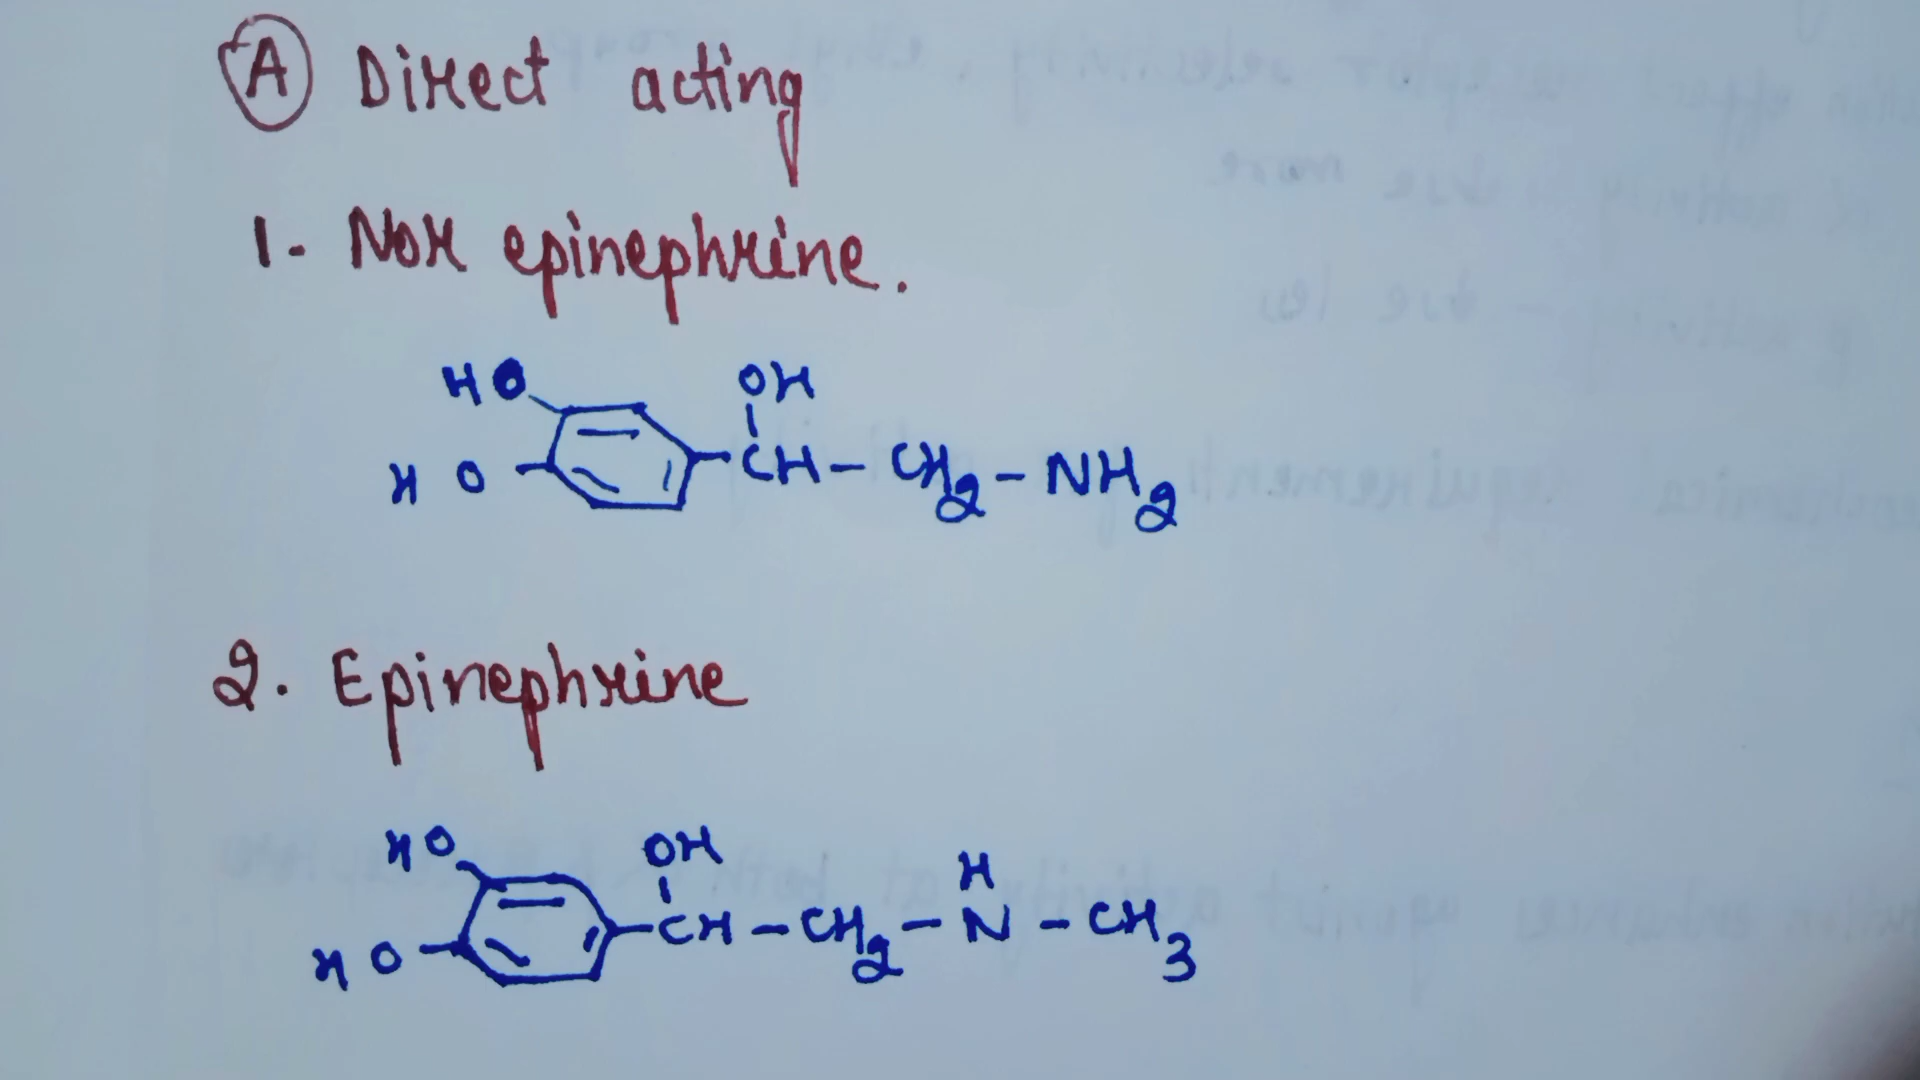 A Direct acting
1. Nor epinephrine.
HO OH
HO CH - CH2 - NH2
2. Epinephrine
HO OH H
HO CH - CH2 - N - CH3